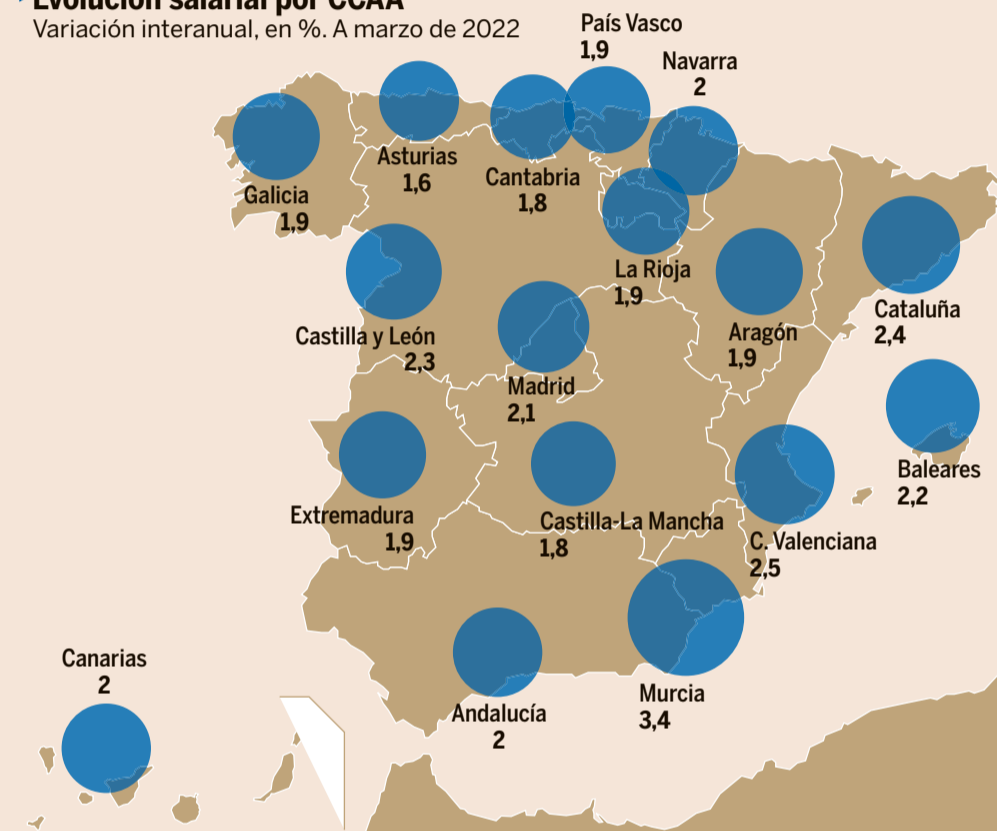 Evolución salarial por CCAA
Variación interanual, en %. A marzo de 2022
País Vasco
1,9
Navarra
2
Asturias
1,6
Cantabria
1,8
Galicia
1,9
La Rioja
1,9
Castilla y León
2,3
Madrid
2,1
Aragón
1,9
Cataluña
2,4
Baleares
2,2
Extremadura
1,9
Castilla-La Mancha
1,8
C. Valenciana
2,5
Canarias
2
Andalucía
2
Murcia
3,4